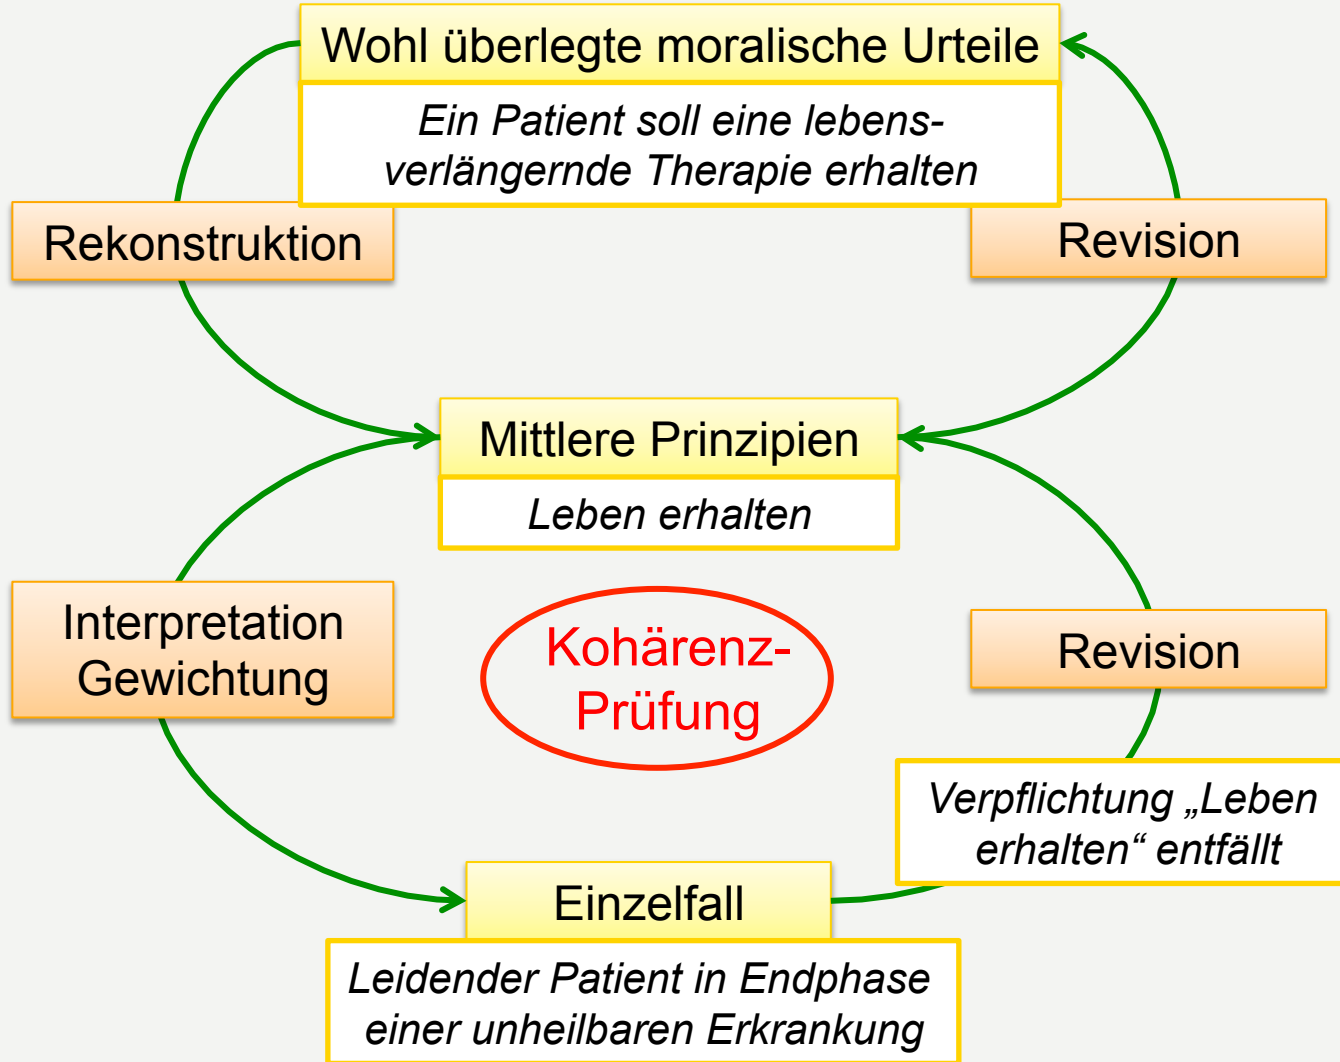 Wohl überlegte moralische Urteile
Ein Patient soll eine lebens-
verlängernde Therapie erhalten
Rekonstruktion
Revision
Mittlere Prinzipien
Leben erhalten
Interpretation
Gewichtung
Kohärenz-
Prüfung
Revision
Verpflichtung „Leben
erhalten“ entfällt
Einzelfall
Leidender Patient in Endphase
einer unheilbaren Erkrankung